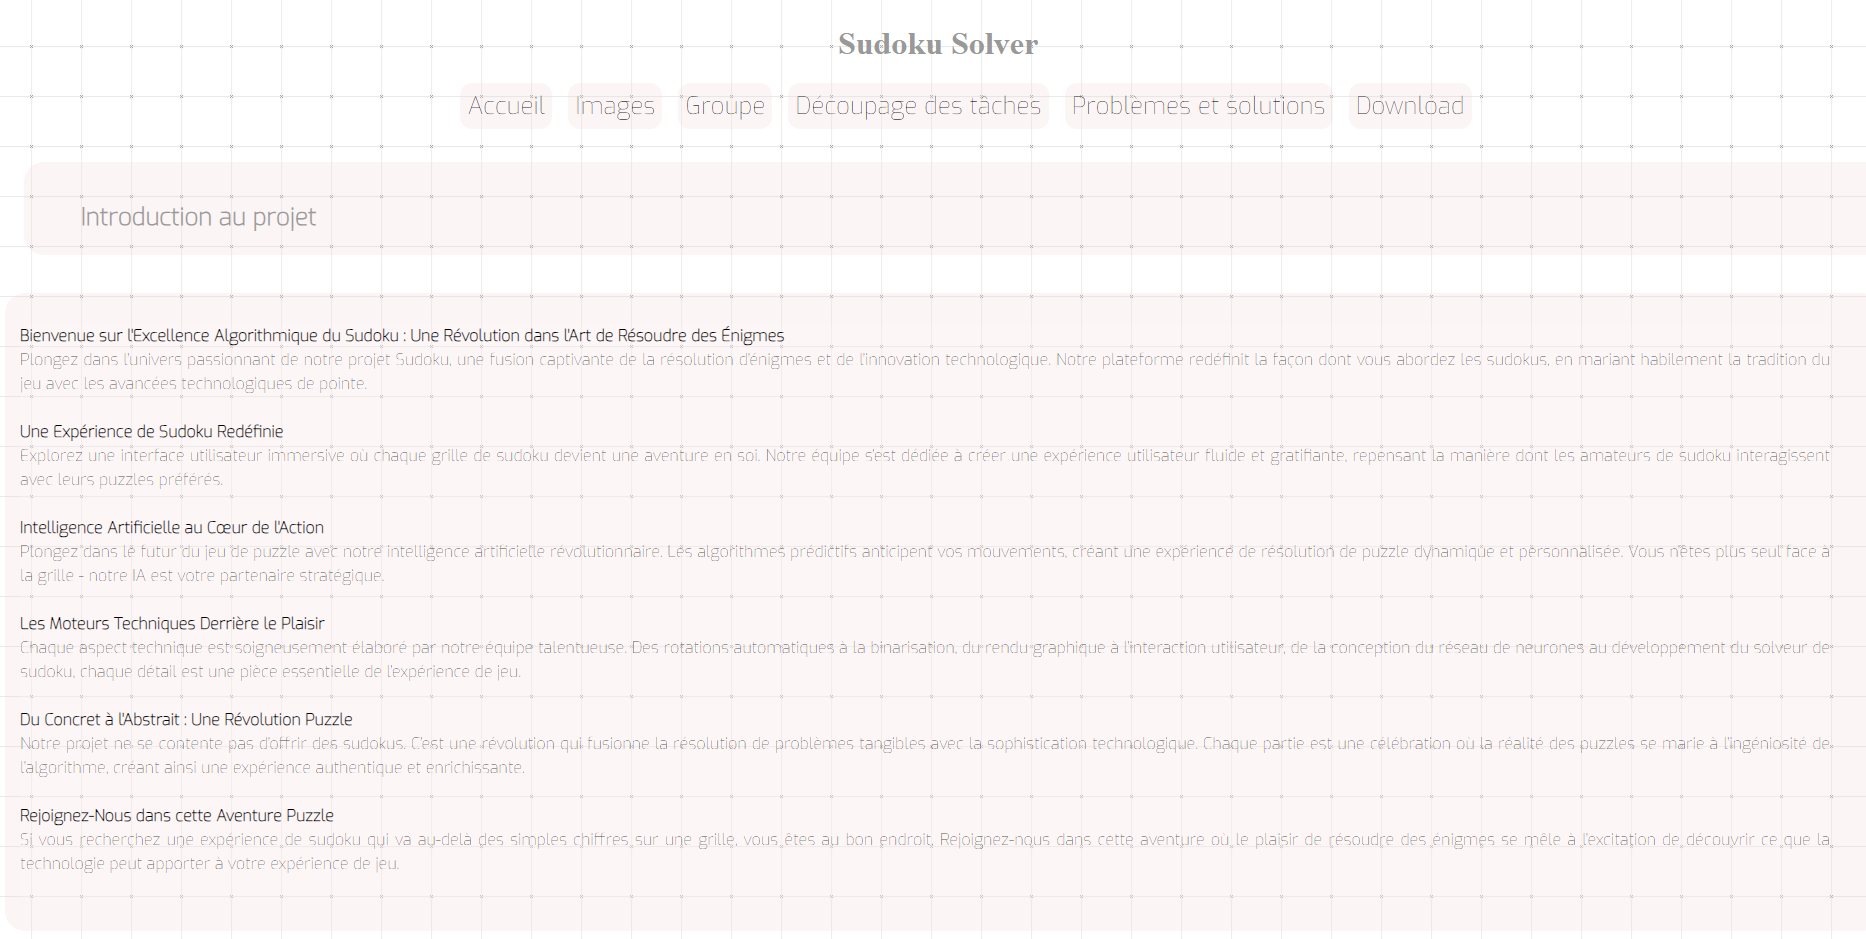 Sudoku Solver
Accueil Images Groupe Découpage des tâches Problèmes et solutions Download
Introduction au projet
Bienvenue sur l'Excellence Algorithmique du Sudoku : Une Révolution dans l'Art de Résoudre des Énigmes
Plongez dans l'univers passionnant de notre projet Sudoku, une fusion captivante de la résolution d'énigmes et de l'innovation technologique. Notre plateforme redéfinit la façon dont vous abordez les sudokus, en mariant habilement la tradition du
jeu avec les avancées technologiques de pointe.
Une Expérience de Sudoku Redéfinie
Explorez une interface utilisateur immersive où chaque grille de sudoku devient une aventure en soi. Notre équipe s'est dédiée à créer une expérience utilisateur fluide et gratifiante, repensant la manière dont les amateurs de sudoku interagissent
avec leurs puzzles préférés.
Intelligence Artificielle au Cœur de l'Action
Plongez dans le futur du jeu de puzzle avec notre intelligence artificielle révolutionnaire. Les algorithmes prédictifs anticipent vos mouvements, créant une expérience de résolution de puzzle dynamique et personnalisée. Vous n'êtes plus seul face à
la grille - notre IA est votre partenaire stratégique.
Les Moteurs Techniques Derrière le Plaisir
Chaque aspect technique est soigneusement élaboré par notre équipe talentueuse. Des rotations automatiques à la binarisation, du rendu graphique à l'interaction utilisateur, de la conception du réseau de neurones au développement du solveur de
sudoku, chaque détail est une pièce essentielle de l'expérience de jeu.
Du Concret à l'Abstrait : Une Révolution Puzzle
Notre projet ne se contente pas d'offrir des sudokus. C'est une révolution qui fusionne la résolution de problèmes tangibles avec la sophistication technologique. Chaque partie est une célébration où la réalité des puzzles se marie à l'ingéniosité de
l'algorithme, créant ainsi une expérience authentique et enrichissante.
Rejoignez-Nous dans cette Aventure Puzzle
Si vous recherchez une expérience de sudoku qui va au-delà des simples chiffres sur une grille, vous êtes au bon endroit. Rejoignez-nous dans cette aventure où le plaisir de résoudre des énigmes se mêle à l'excitation de découvrir ce que la
technologie peut apporter à votre expérience de jeu.